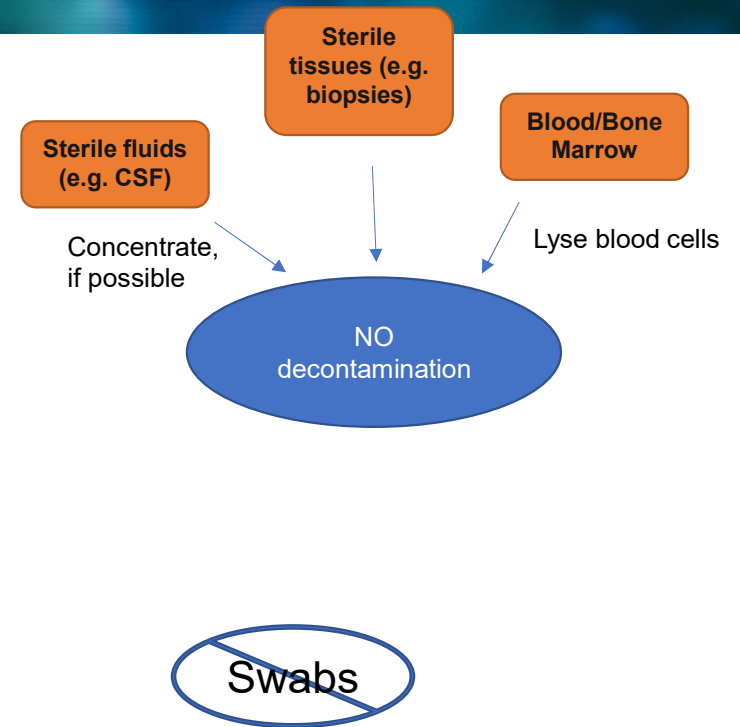 Sterile
tissues (e.g.
biopsies)
Sterile fluids
(e.g. CSF)
Blood/Bone
Marrow
Concentrate,
if possible
Lyse blood cells
NO
decontamination
Swabs